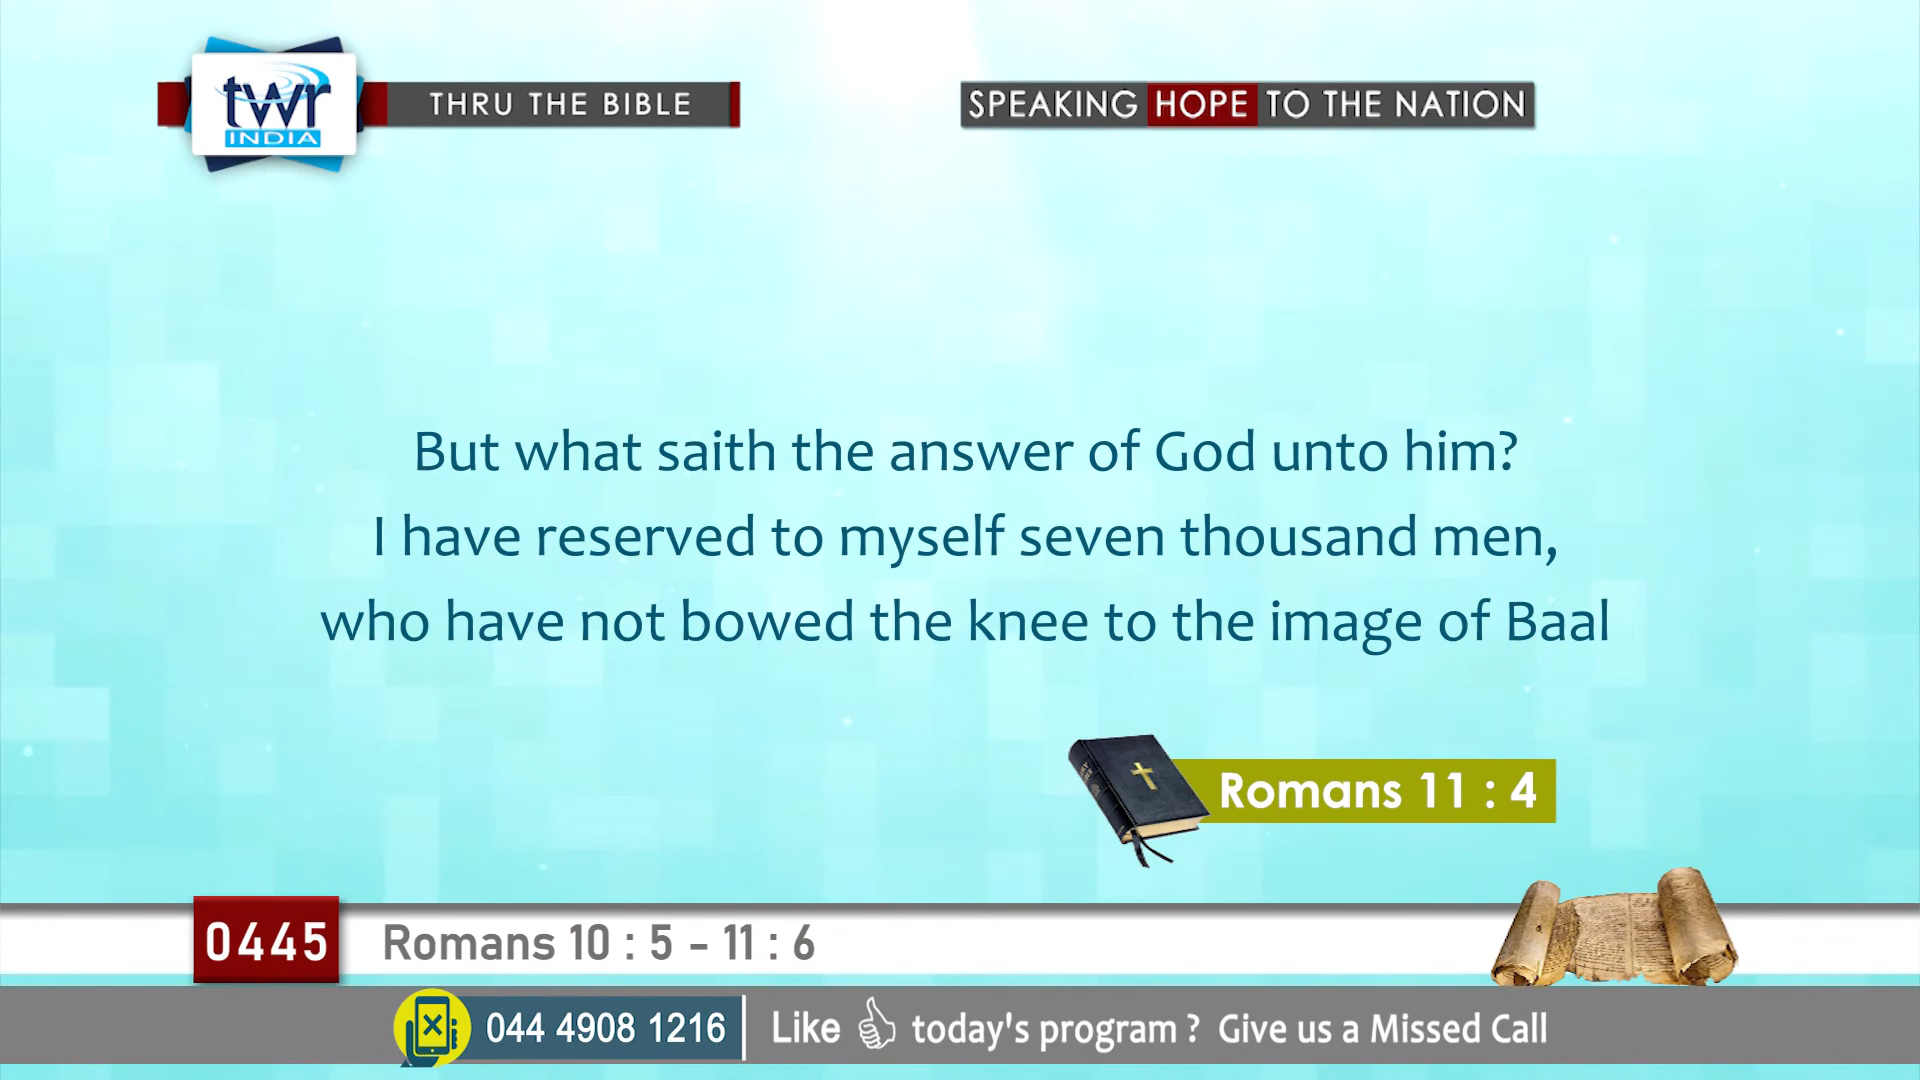 twr
INDIA
THRU THE BIBLE
SPEAKING HOPE TO THE NATION
But what saith the answer of God unto him?
I have reserved to myself seven thousand men,
who have not bowed the knee to the image of Baal
Romans 11 : 4
0445
Romans 10 : 5 - 11 : 6
044 4908 1216
Like today's program ? Give us a Missed Call